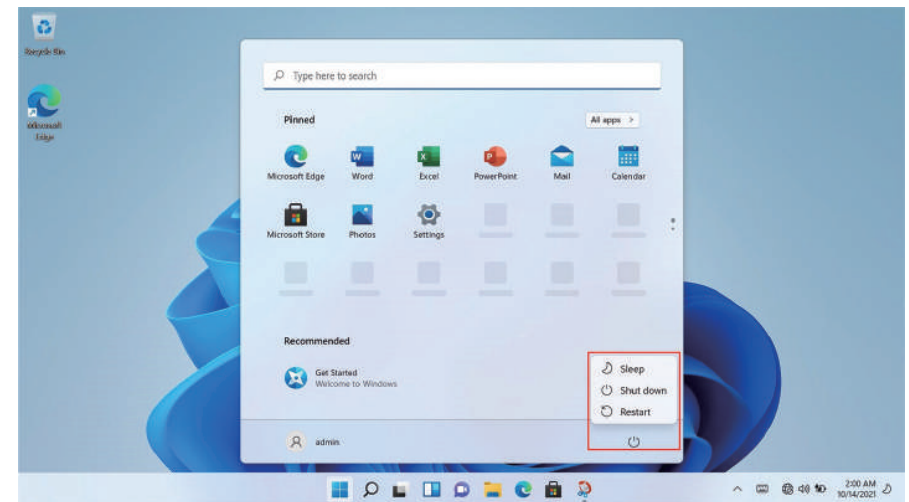 Recycle Bin
Microsoft
Edge
Type here to search
Pinned
All apps >
Microsoft Edge
Word
Excel
PowerPoint
Mail
Calendar
Microsoft Store
Photos
Settings
Recommended
Get Started
Welcome to Windows
Sleep
Shut down
Restart
admin
2:00 AM
10/14/2021